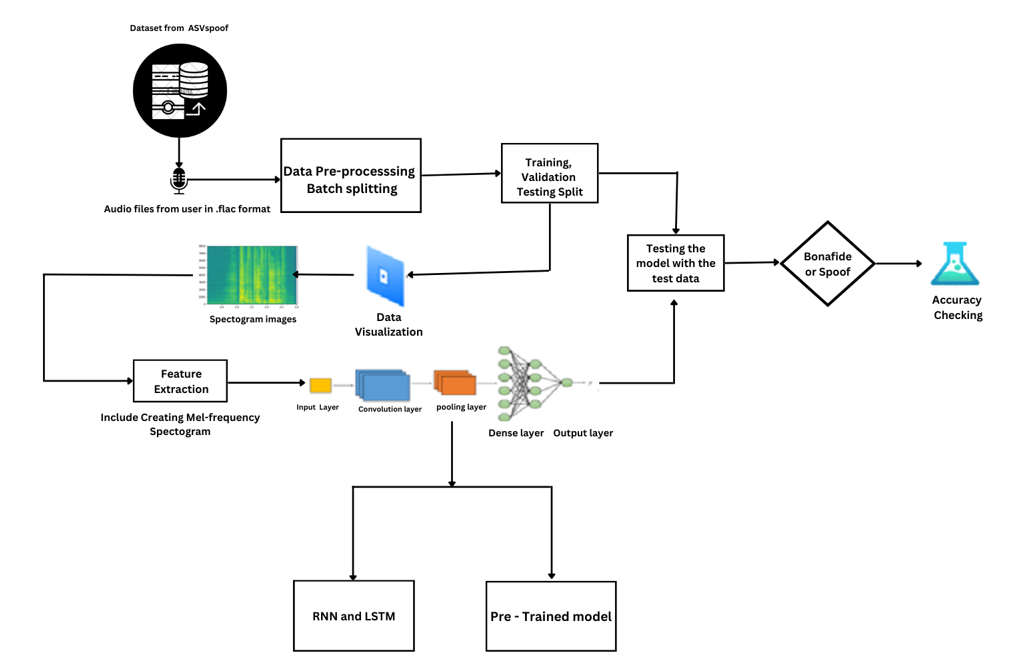 Dataset from ASVspoof
Audio files from user in .flac format
Data Pre-processsing
Batch splitting
Training,
Validation
Testing Split
Testing the
model with the
test data
Bonafide
or Spoof
Accuracy
Checking
Data
Visualization
Spectogram images
Feature
Extraction
Include Creating Mel-frequency
Spectogram
Input Layer
Convolution layer
pooling layer
Dense layer
Output layer
RNN and LSTM
Pre - Trained model